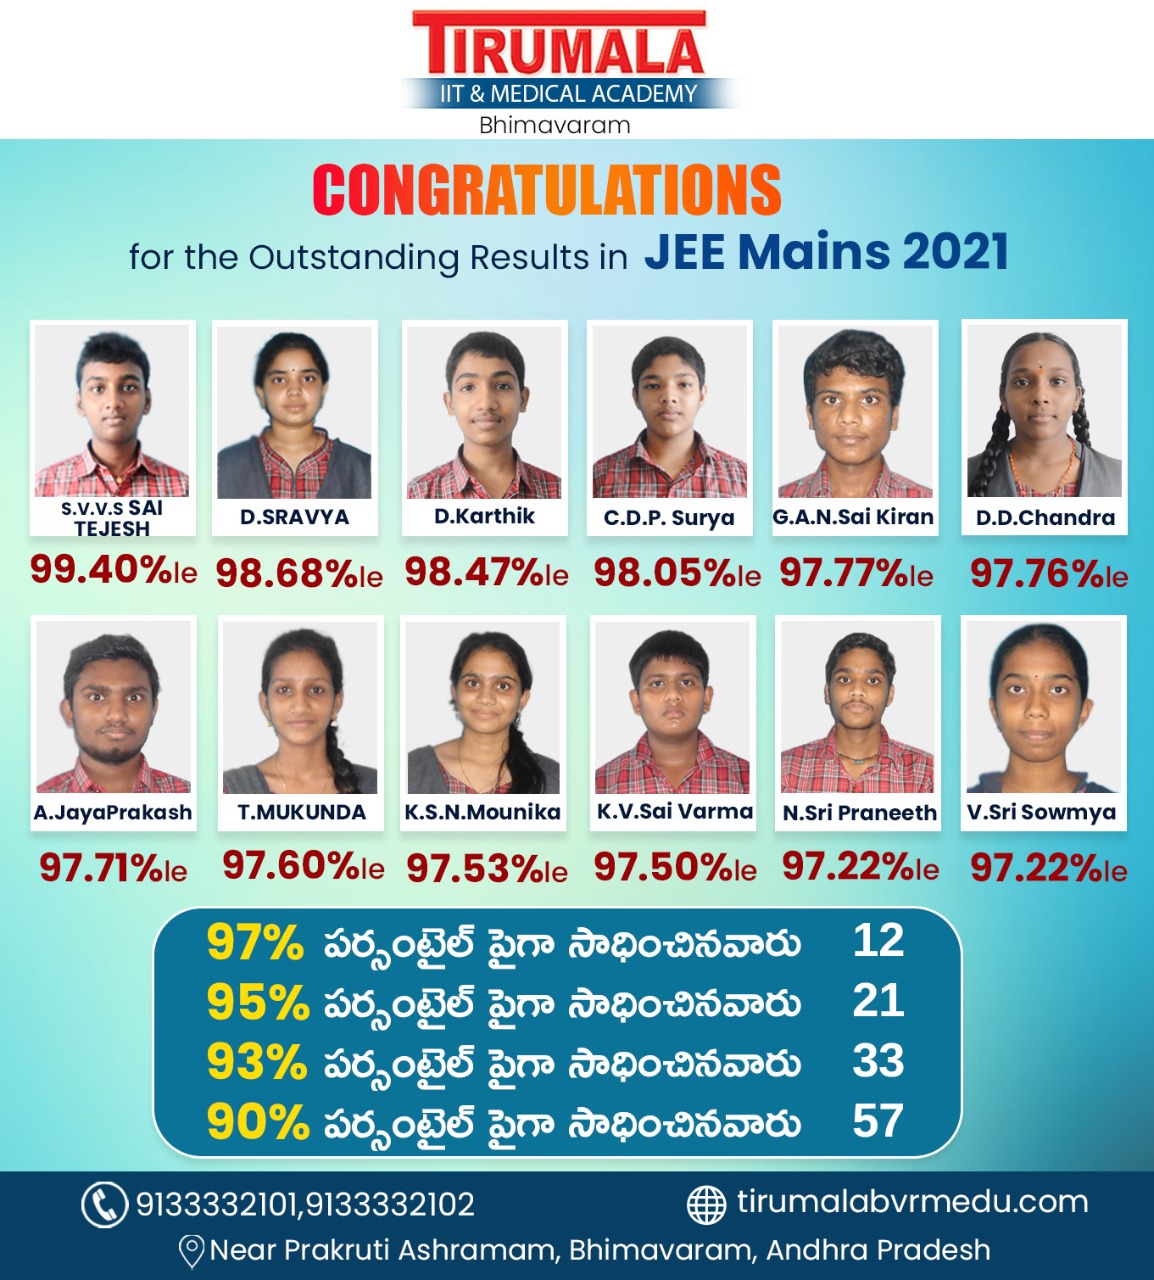 TIRUMALA
IIT & MEDICAL ACADEMY
Bhimavaram
CONGRATULATIONS
for the Outstanding Results in JEE Mains 2021
S.V.V.S SAI
TEJESH
99.40%le
D.SRAVYA
98.68%le
D.Karthik
98.47%le
C.D.P. Surya
98.05%le
G.A.N.Sai Kiran
97.77%le
D.D.Chandra
97.76%le
A.JayaPrakash
97.71%le
T.MUKUNDA
97.60%le
K.S.N.Mounika
97.53%le
K.V.Sai Varma
97.50%le
N.Sri Praneeth
97.22%le
V.Sri Sowmya
97.22%le
97% పర్సంటైల్ పైగా సాధించినవారు 12
95% పర్సంటైల్ పైగా సాధించినవారు 21
93% పర్సంటైల్ పైగా సాధించినవారు 33
90% పర్సంటైల్ పైగా సాధించినవారు 57
9133332101,9133332102
tirumalabvrmedu.com
Near Prakruti Ashramam, Bhimavaram, Andhra Pradesh